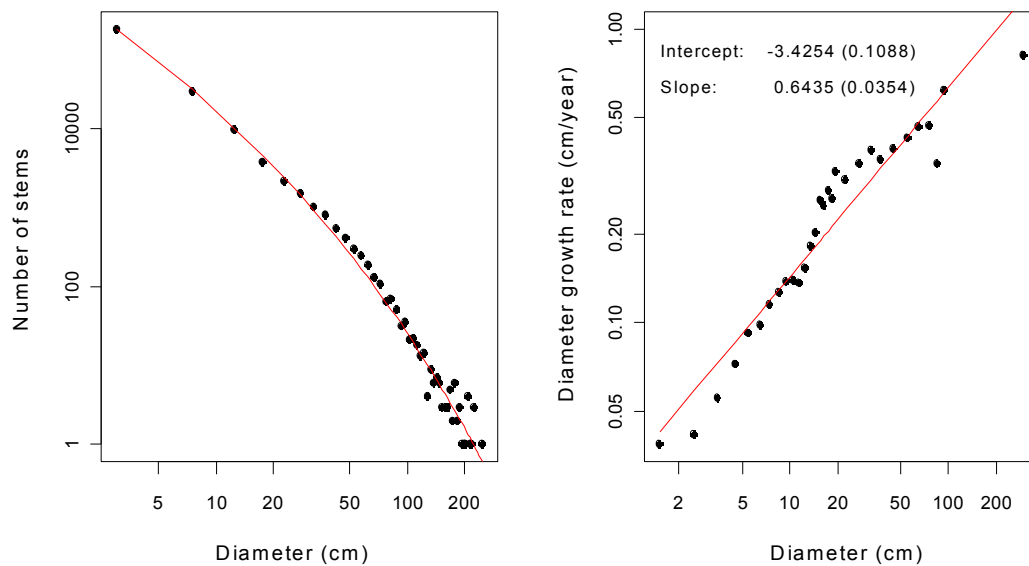 Number of stems
10000
100
1
5 10 20 50 100 200
Diameter (cm)
Diameter growth rate (cm/year)
1.00
0.50
0.20
0.10
0.05
Intercept: -3.4254 (0.1088)
Slope: 0.6435 (0.0354)
2 5 10 20 50 100 200
Diameter (cm)